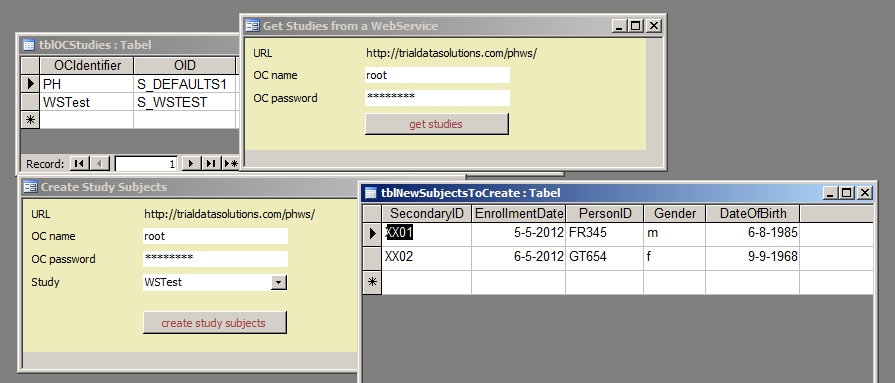 Get Studies from a WebService
URL http://trialdatasolutions.com/phws/
OC name root
OC password ********
get studies
tblOCStudies : Tabel
OCIdentifier OID
PH S_DEFAULTS1
WSTest S_WSTEST
Record: 1
Create Study Subjects
URL http://trialdatasolutions.com/phws/
OC name root
OC password ********
Study WSTest
create study subjects
tblNewSubjectsToCreate : Tabel
SecondaryID EnrollmentDate PersonID Gender DateOfBirth
XX01 5-5-2012 FR345 m 6-8-1985
XX02 6-5-2012 GT654 f 9-9-1968